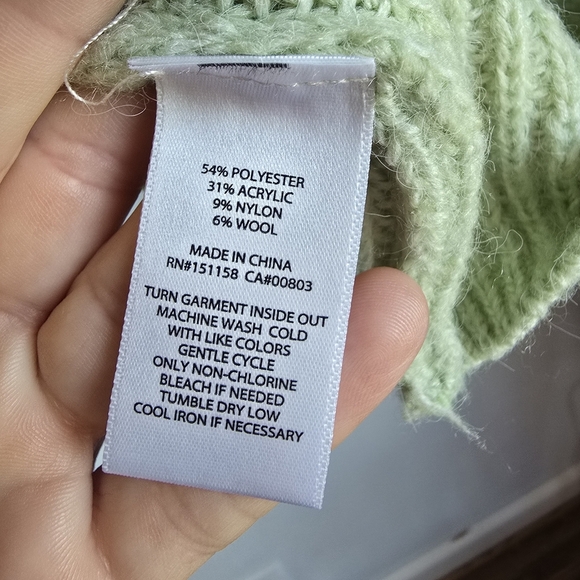 54% POLYESTER
31% ACRYLIC
9% NYLON
6% WOOL
MADE IN CHINA
RN#151158 CA#00803
TURN GARMENT INSIDE OUT
MACHINE WASH COLD
WITH LIKE COLORS
GENTLE CYCLE
ONLY NON-CHLORINE
BLEACH IF NEEDED
TUMBLE DRY LOW
COOL IRON IF NECESSARY